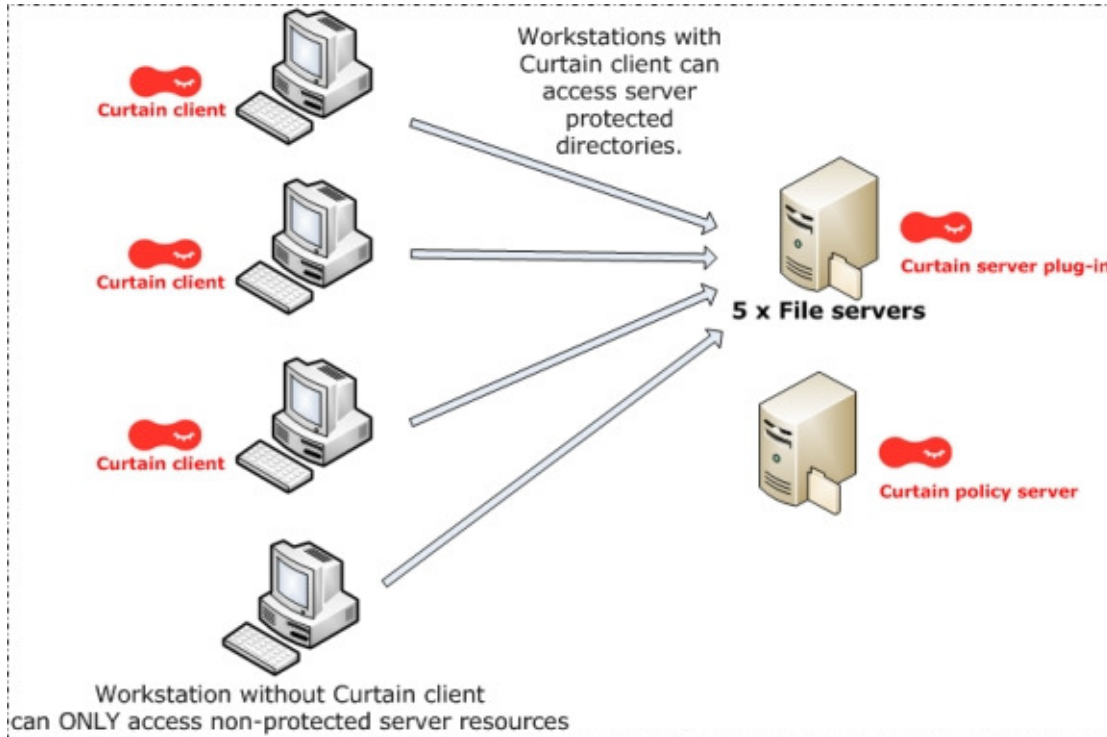 Workstations with
Curtain client can
access server
protected
directories.
Curtain client
Curtain client
Curtain server plug-in
5 x File servers
Curtain client
Curtain policy server
Workstation without Curtain client
can ONLY access non-protected server resources